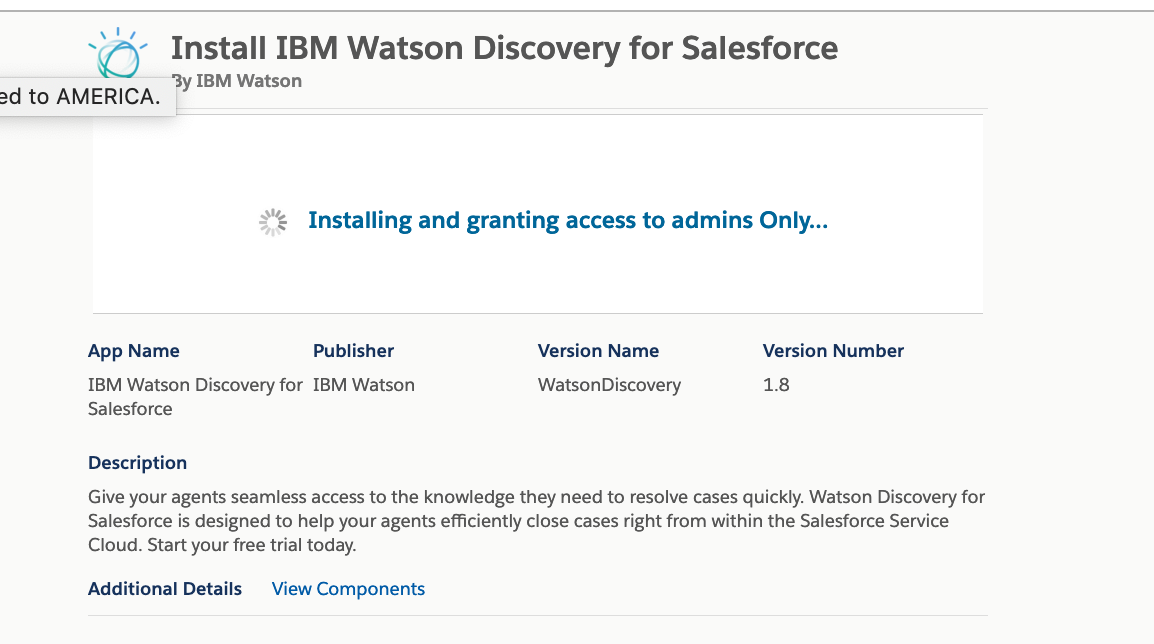 Install IBM Watson Discovery for Salesforce
By IBM Watson
ed to AMERICA.
Installing and granting access to admins Only...
App Name Publisher Version Name Version Number
IBM Watson Discovery for IBM Watson WatsonDiscovery 1.8
Salesforce
Description
Give your agents seamless access to the knowledge they need to resolve cases quickly. Watson Discovery for
Salesforce is designed to help your agents efficiently close cases right from within the Salesforce Service
Cloud. Start your free trial today.
Additional Details View Components